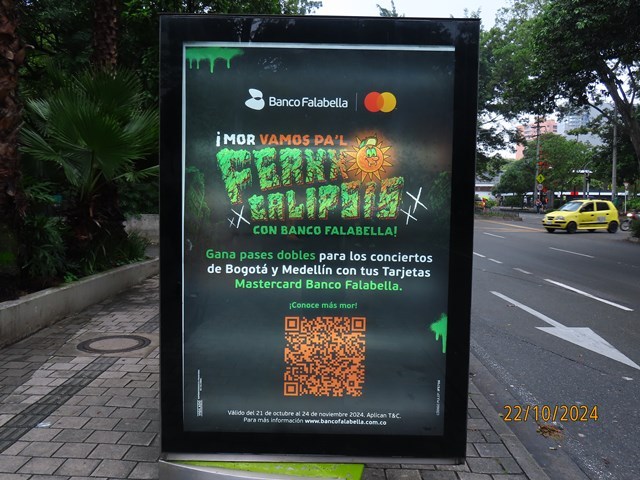 Banco Falabella
¡MOR VAMOS PA'L
FERXXO
CALIPSIS
CON BANCO FALABELLA!
Gana pases dobles para los conciertos
de Bogotá y Medellín con tus Tarjetas
Mastercard Banco Falabella.
¡Conoce más mor!
Válido del 21 de octubre al 24 de noviembre 2024. Aplican T&C.
Para más información www.bancofalabella.com.co
22/10/2024